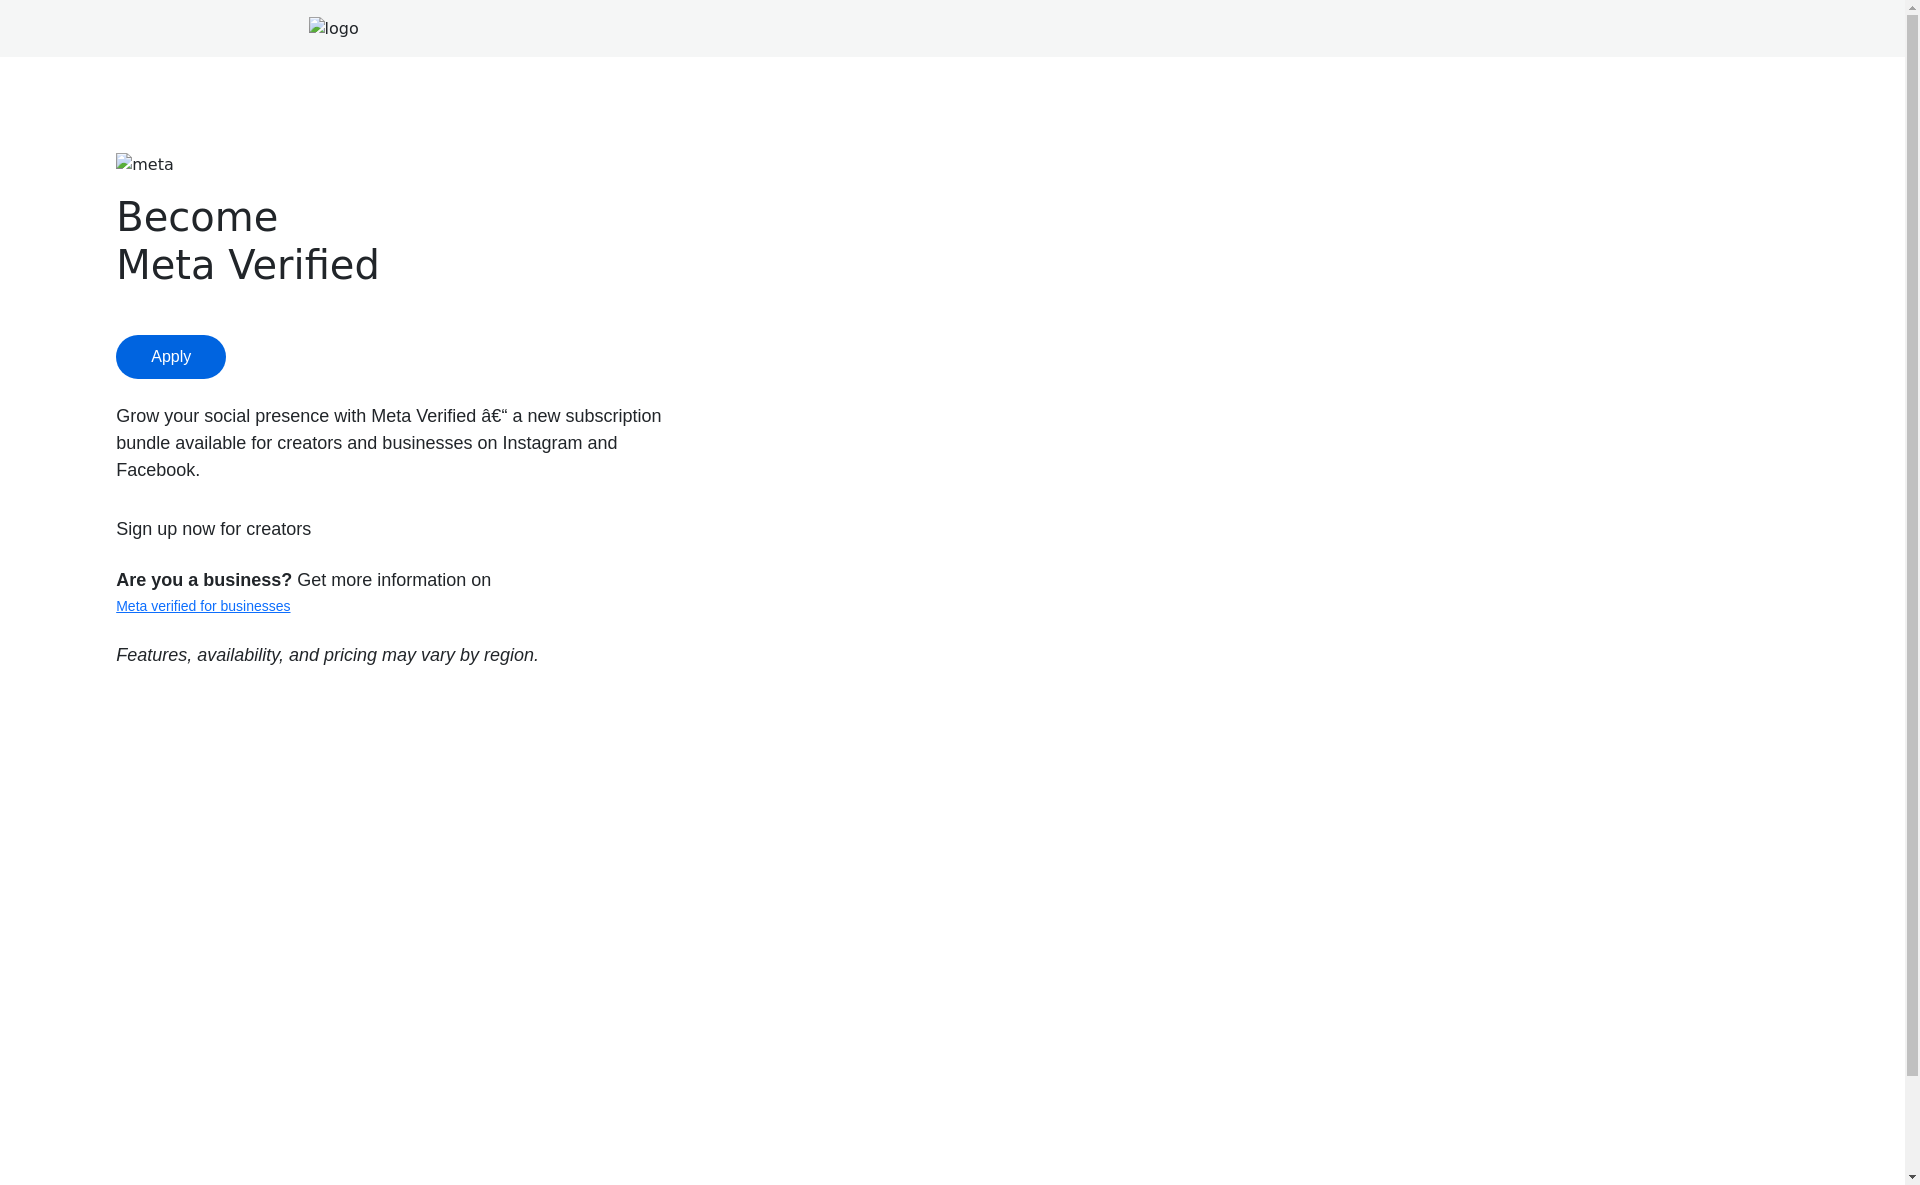 logo
meta
Become
Meta Verified
Apply
Grow your social presence with Meta Verified â€“ a new subscription
bundle available for creators and businesses on Instagram and
Facebook.
Sign up now for creators
Are you a business? Get more information on
Meta verified for businesses
Features, availability, and pricing may vary by region.